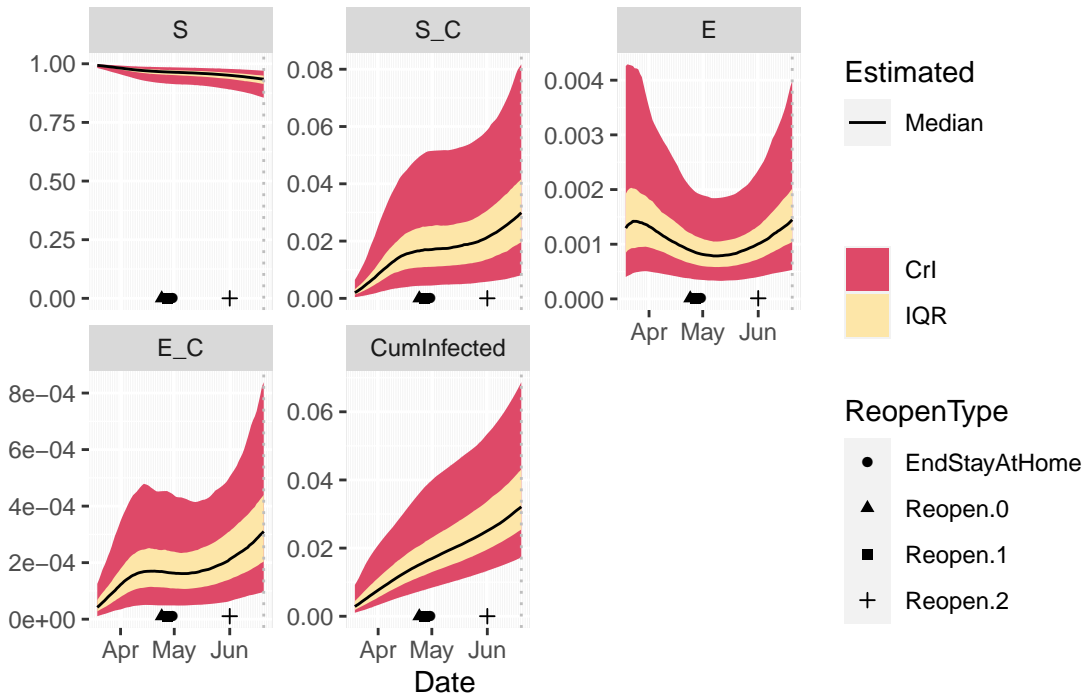 S
S_C
E
1.00
0.75
0.50
0.25
0.00
0.08
0.06
0.04
0.02
0.00
0.004
0.003
0.002
0.001
0.000
Apr May Jun
E_C
CumInfected
8e−04
6e−04
4e−04
2e−04
0e+00
Apr May Jun
0.06
0.04
0.02
0.00
Apr May Jun
Date
Estimated
Median
CrI
IQR
ReopenType
EndStayAtHome
Reopen.0
Reopen.1
Reopen.2